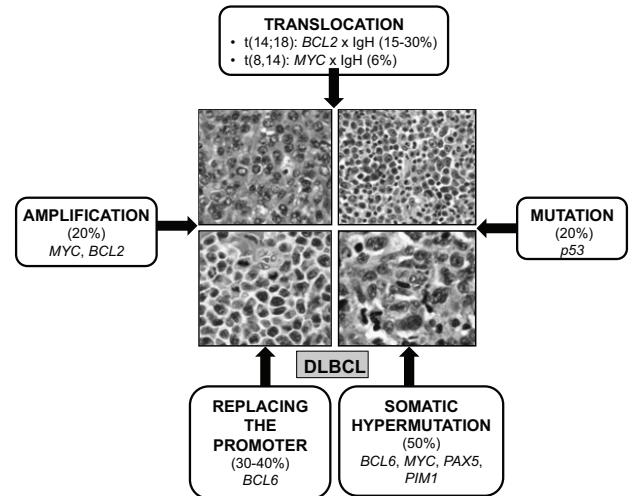 TRANSLOCATION
• t(14;18): BCL2 x IgH (15-30%)
• t(8,14): MYC x IgH (6%)
AMPLIFICATION
(20%)
MYC, BCL2
MUTATION
(20%)
p53
DLBCL
REPLACING
THE
PROMOTER
(30-40%)
BCL6
SOMATIC
HYPERMUTATION
(50%)
BCL6, MYC, PAX5,
PIM1